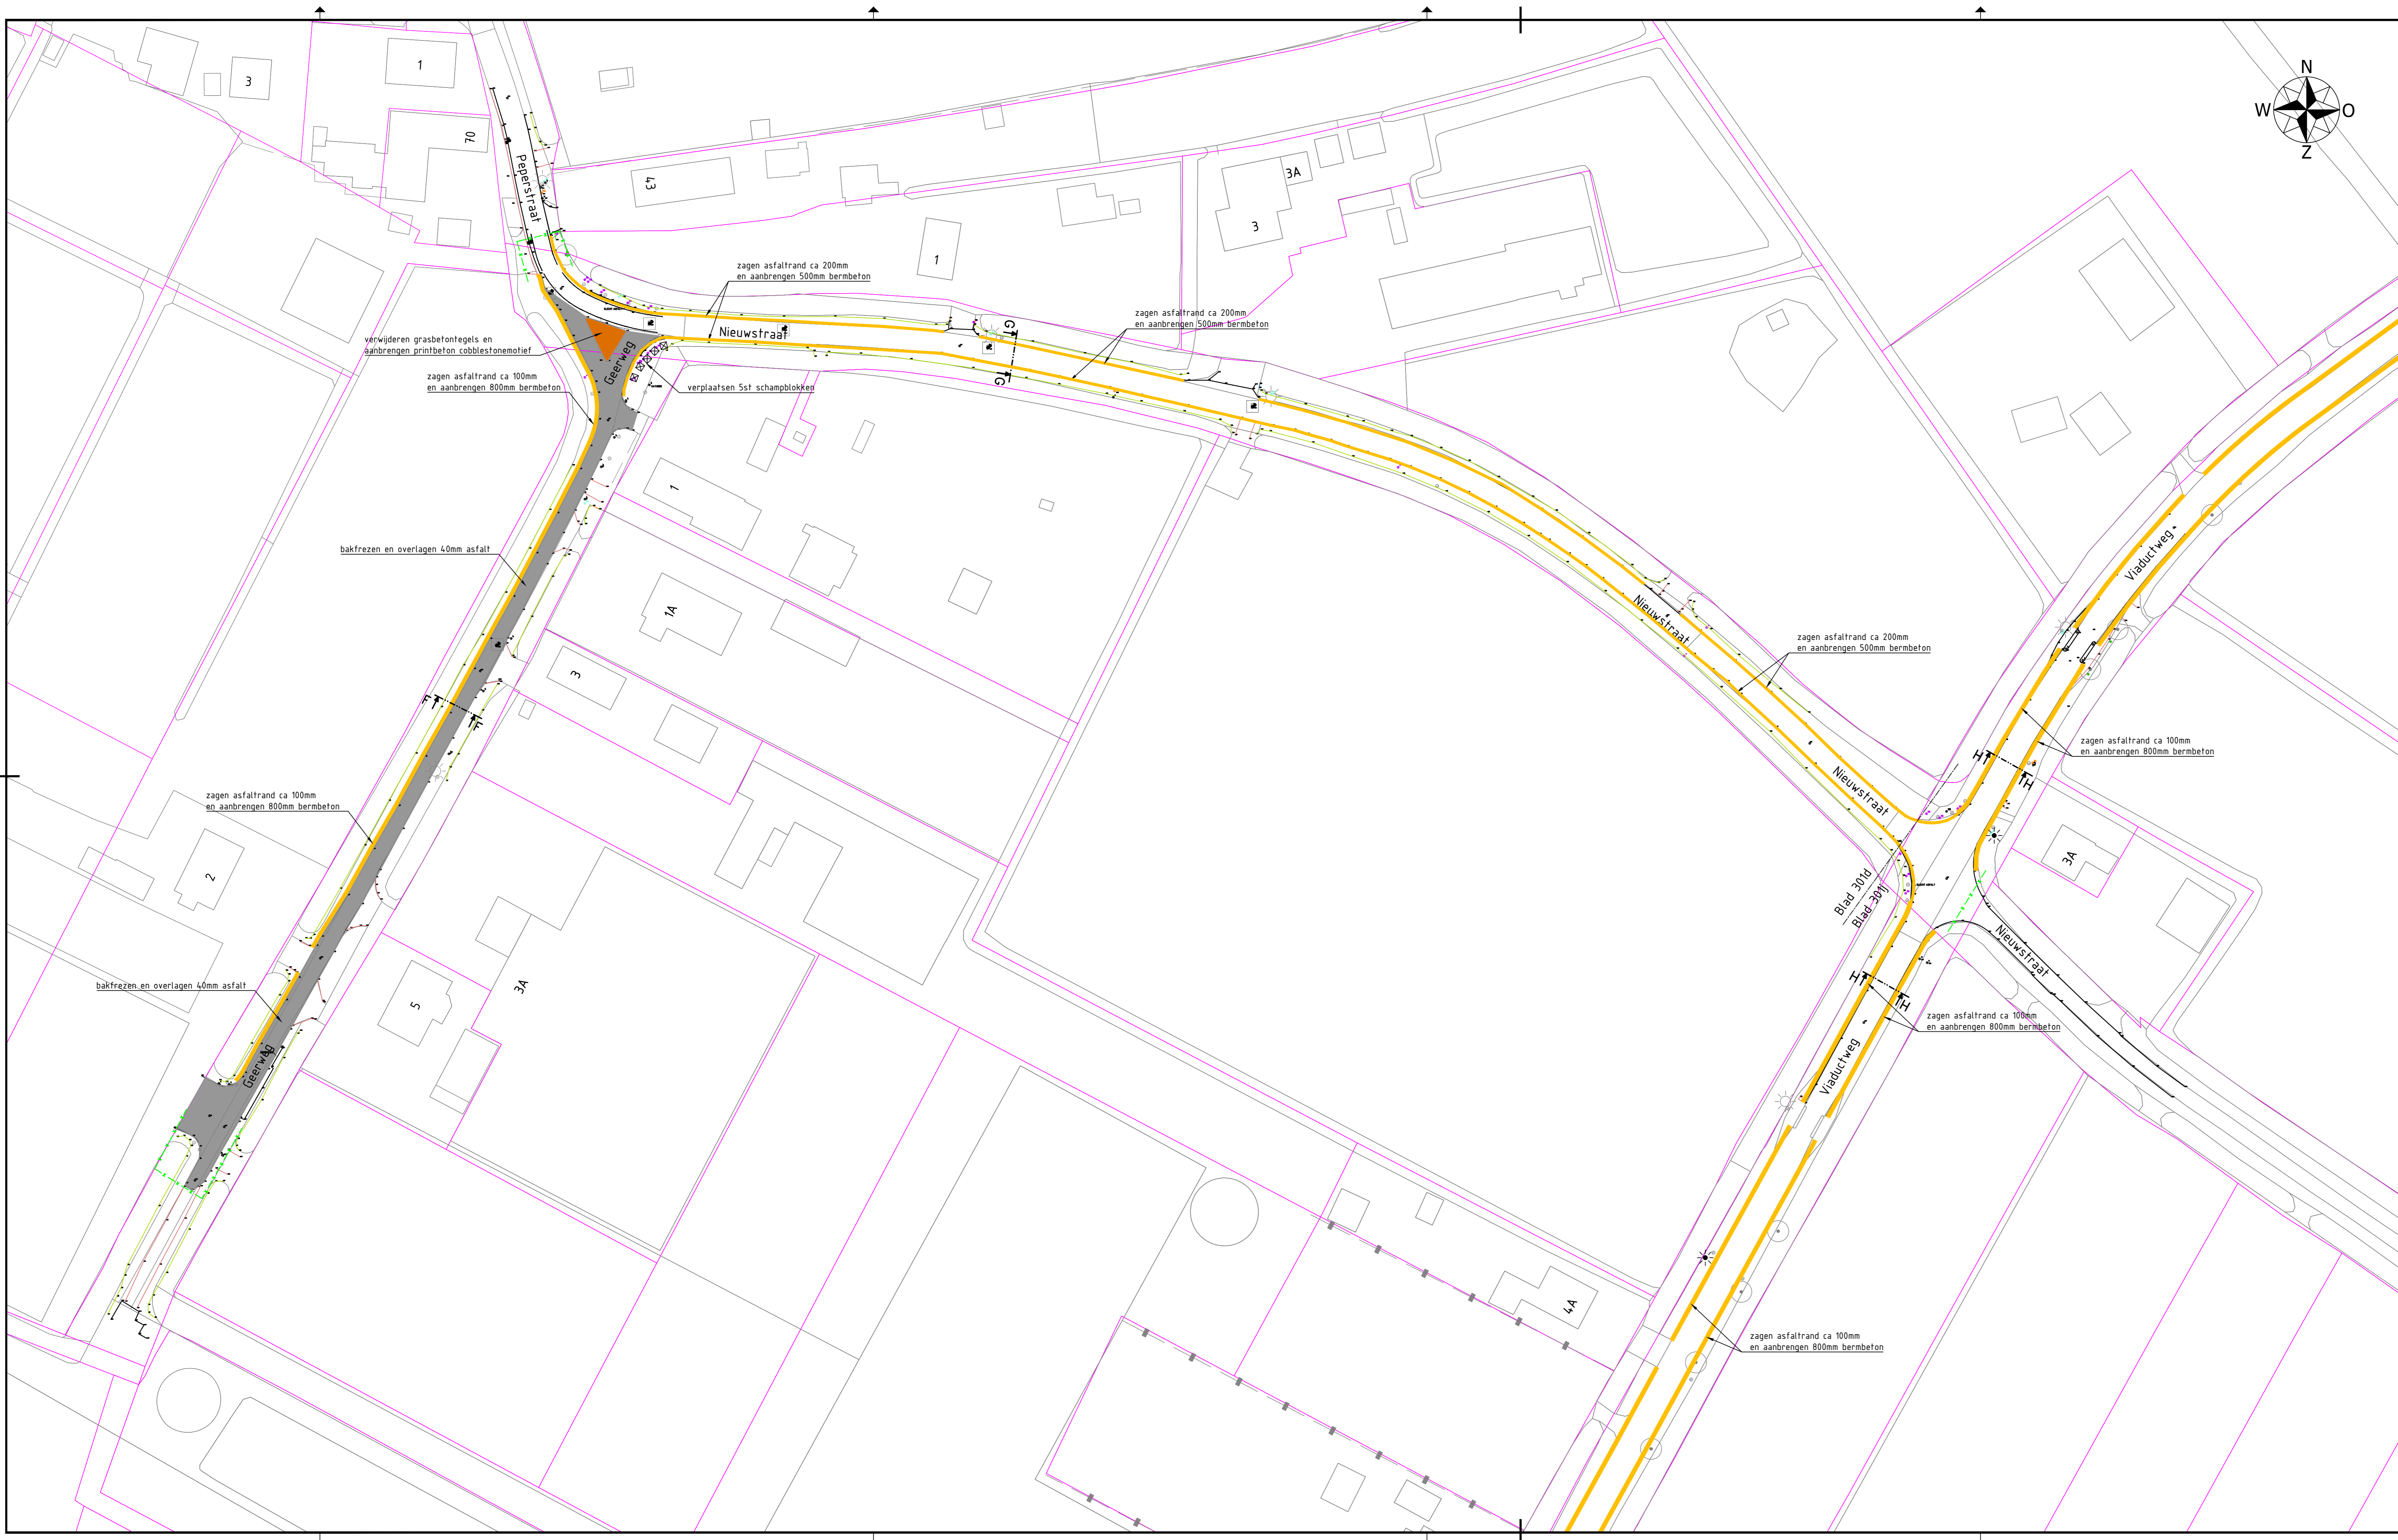 N
W O
Z
1
3
70
Peperstraat
43
3A
3
1
zagen asfaltrand ca 200mm
en aanbrengen 500mm bermbeton
Nieuwstraat
zagen asfaltrand ca 200mm
en aanbrengen 500mm bermbeton
G
G
verwijderen grasbetontegels en
aanbrengen printbeton cobblestonemotief
Geerweg
zagen asfaltrand ca 100mm
en aanbrengen 800mm bermbeton
verplaatsen 5st schampblokken
1
bakfrezen en overlagen 40mm asfalt
Viaductweg
1A
Nieuwstraat
zagen asfaltrand ca 200mm
en aanbrengen 500mm bermbeton
3
F
F
zagen asfaltrand ca 100mm
en aanbrengen 800mm bermbeton
H
H
Nieuwstraat
zagen asfaltrand ca 100mm
en aanbrengen 800mm bermbeton
2
3A
Blad 301d
Blad 301j
Nieuwstraat
bakfrezen en overlagen 40mm asfalt
5
3A
H
H
zagen asfaltrand ca 100mm
en aanbrengen 800mm bermbeton
Geerweg
Viaductweg
4A
zagen asfaltrand ca 100mm
en aanbrengen 800mm bermbeton